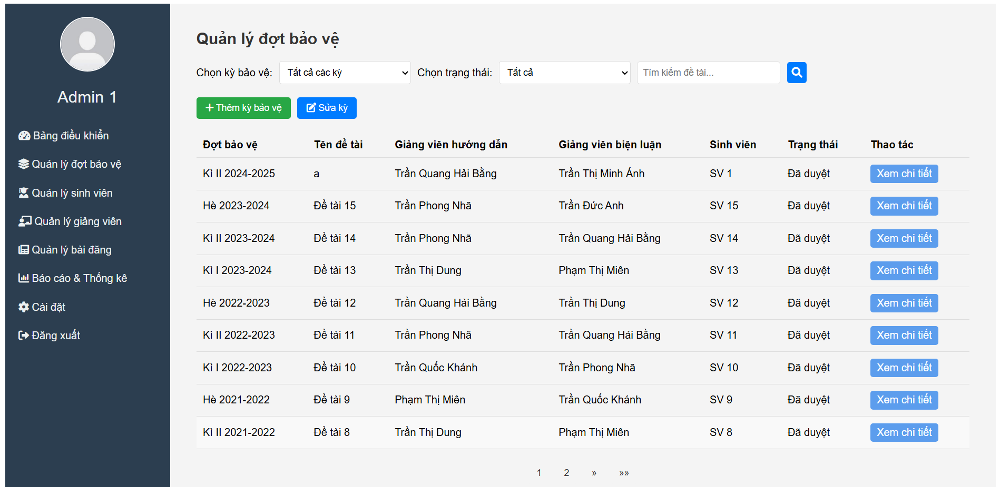 Admin 1
Bảng điều khiển
Quản lý đợt bảo vệ
Quản lý sinh viên
Quản lý giảng viên
Quản lý bài đăng
Báo cáo & Thống kê
Cài đặt
Đăng xuất
Quản lý đợt bảo vệ
Chọn kỳ bảo vệ: Tất cả các kỳ Chọn trạng thái: Tất cả Tìm kiếm đề tài...
Thêm kỳ bảo vệ Sửa kỳ
Đợt bảo vệ Tên đề tài Giảng viên hướng dẫn Giảng viên biện luận Sinh viên Trạng thái Thao tác
Kì II 2024-2025 a Trần Quang Hải Bằng Trần Thị Minh Ánh SV 1 Đã duyệt Xem chi tiết
Hè 2023-2024 Đề tài 15 Trần Phong Nhã Trần Đức Anh SV 15 Đã duyệt Xem chi tiết
Kì II 2023-2024 Đề tài 14 Trần Phong Nhã Trần Quang Hải Bằng SV 14 Đã duyệt Xem chi tiết
Kì I 2023-2024 Đề tài 13 Trần Thị Dung Phạm Thị Miên SV 13 Đã duyệt Xem chi tiết
Hè 2022-2023 Đề tài 12 Trần Quang Hải Bằng Trần Thị Dung SV 12 Đã duyệt Xem chi tiết
Kì II 2022-2023 Đề tài 11 Trần Phong Nhã Trần Quang Hải Bằng SV 11 Đã duyệt Xem chi tiết
Kì I 2022-2023 Đề tài 10 Trần Quốc Khánh Trần Phong Nhã SV 10 Đã duyệt Xem chi tiết
Hè 2021-2022 Đề tài 9 Phạm Thị Miên Trần Quốc Khánh SV 9 Đã duyệt Xem chi tiết
Kì II 2021-2022 Đề tài 8 Trần Thị Dung Phạm Thị Miên SV 8 Đã duyệt Xem chi tiết
1 2 » »»